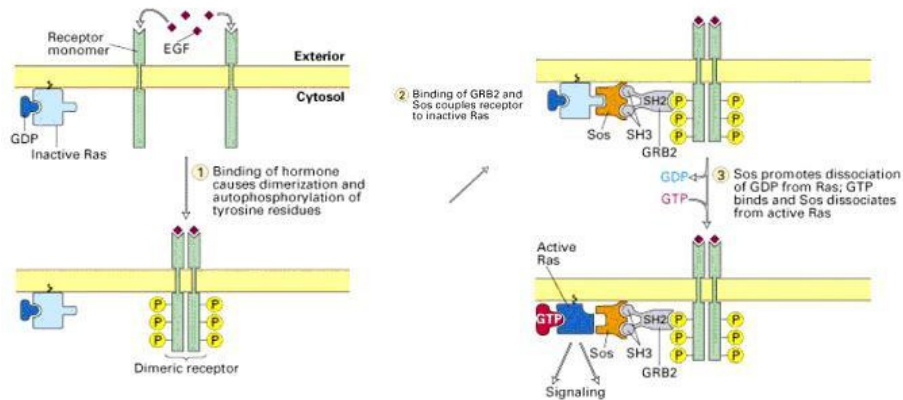 Receptor
monomer
EGF
Exterior
Cytosol
GDP
Inactive Ras
1 Binding of hormone
causes dimerization and
autophosphorylation of
tyrosine residues
P P
P P
P P
Dimeric receptor
2 Binding of GRB2 and
Sos couples receptor
to inactive Ras
Sos
SH3
SH2
GRB2
P P
P P
P P
GDP
GTP
3 Sos promotes dissociation
of GDP from Ras; GTP
binds and Sos dissociates
from active Ras
Active
Ras
GTP
Sos
SH3
SH2
GRB2
P P
P P
P P
Signaling